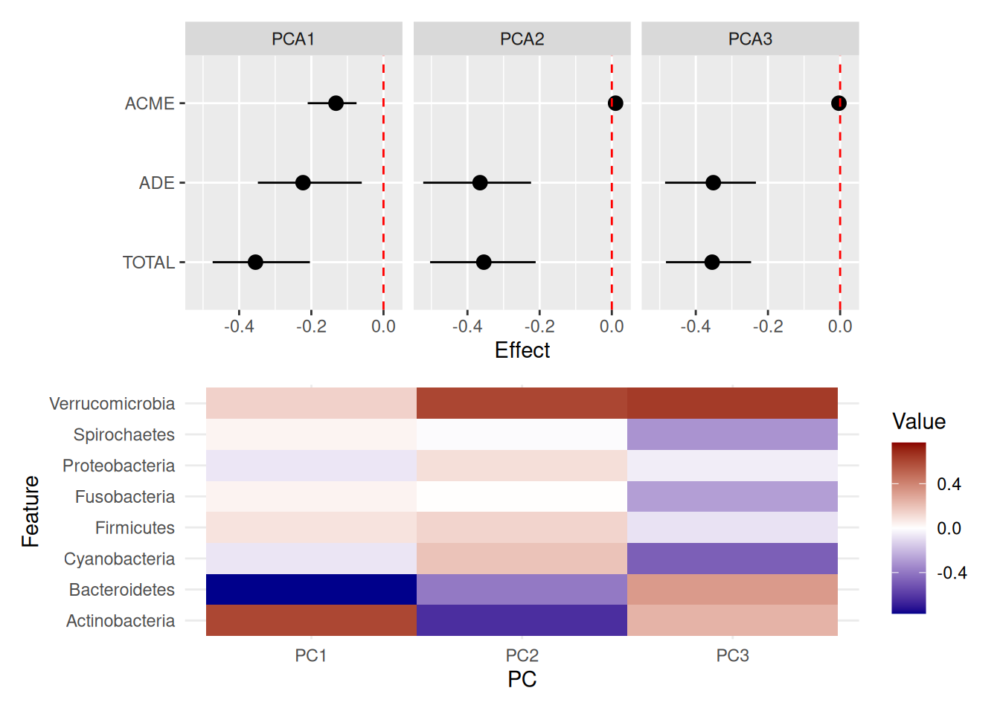 PCA1 PCA2 PCA3
ACME
ADE
TOTAL
-0.4 -0.2 0.0 -0.4 -0.2 0.0 -0.4 -0.2 0.0
Effect
Feature
Verrucomicrobia
Spirochaetes
Proteobacteria
Fusobacteria
Firmicutes
Cyanobacteria
Bacteroidetes
Actinobacteria
PC1 PC2 PC3
PC
Value
0.4
0.0
-0.4